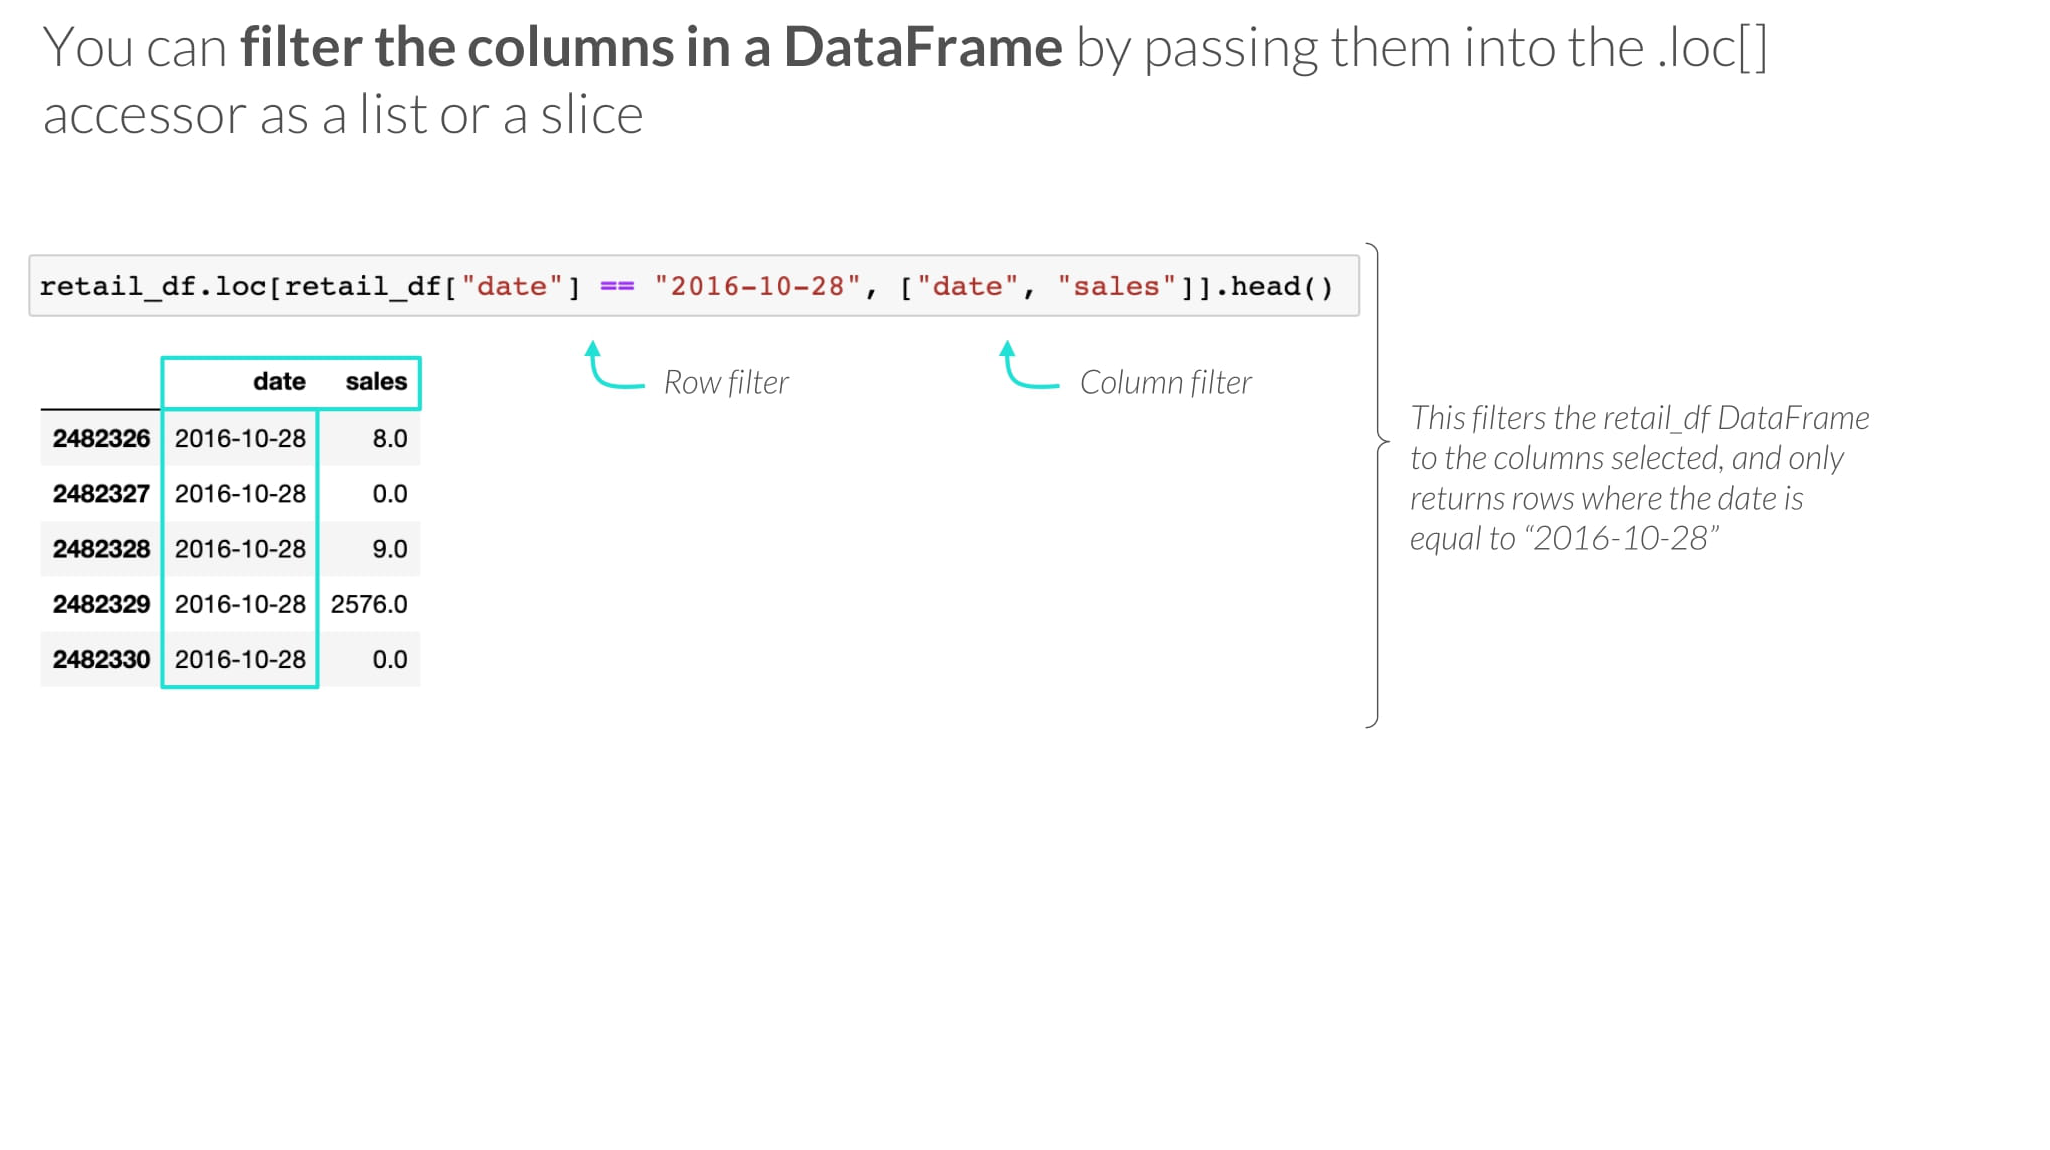 You can filter the columns in a DataFrame by passing them into the .loc[]
accessor as a list or a slice
retail_df.loc[retail_df["date"] == "2016-10-28", ["date", "sales"]].head()
Row filter
Column filter
date sales
2482326 2016-10-28 8.0
2482327 2016-10-28 0.0
2482328 2016-10-28 9.0
2482329 2016-10-28 2576.0
2482330 2016-10-28 0.0
This filters the retail_df DataFrame
to the columns selected, and only
returns rows where the date is
equal to “2016-10-28”